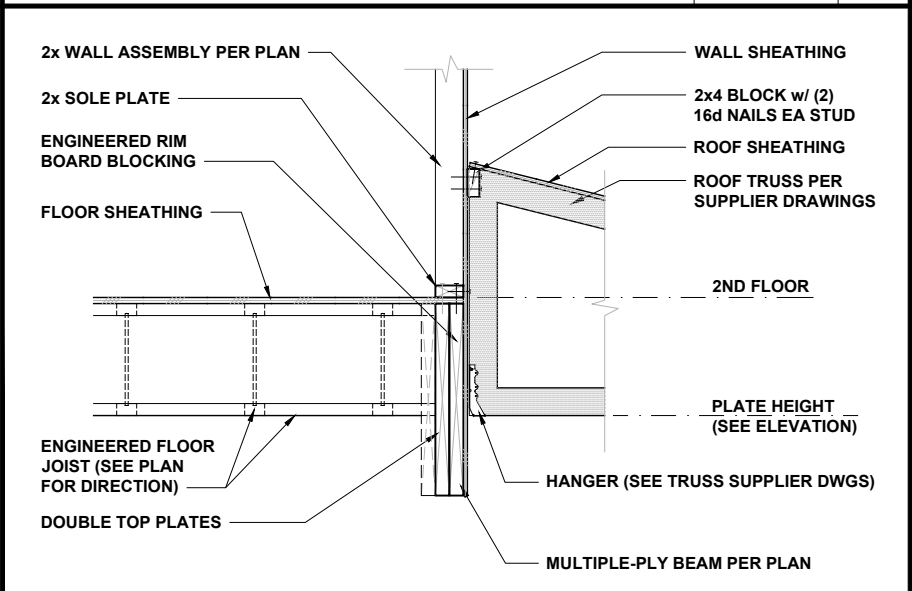 2x WALL ASSEMBLY PER PLAN
2x SOLE PLATE
ENGINEERED RIM
BOARD BLOCKING
FLOOR SHEATHING
ENGINEERED FLOOR
JOIST (SEE PLAN
FOR DIRECTION)
DOUBLE TOP PLATES
WALL SHEATHING
2x4 BLOCK w/ (2)
16d NAILS EA STUD
ROOF SHEATHING
ROOF TRUSS PER
SUPPLIER DRAWINGS
2ND FLOOR
PLATE HEIGHT
(SEE ELEVATION)
HANGER (SEE TRUSS SUPPLIER DWGS)
MULTIPLE-PLY BEAM PER PLAN